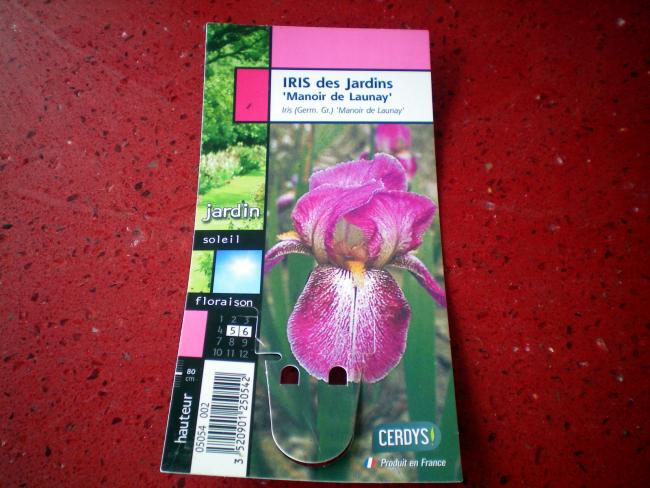 IRIS des Jardins
'Manoir de Launay'
Iris (Germ. Gr.) 'Manoir de Launay'
jardin
soleil
floraison
1 2 3
4 5 6
7 8 9
10 11 12
80
cm
hauteur
05054 002
3 520901 250542
CERDYS
Produit en France